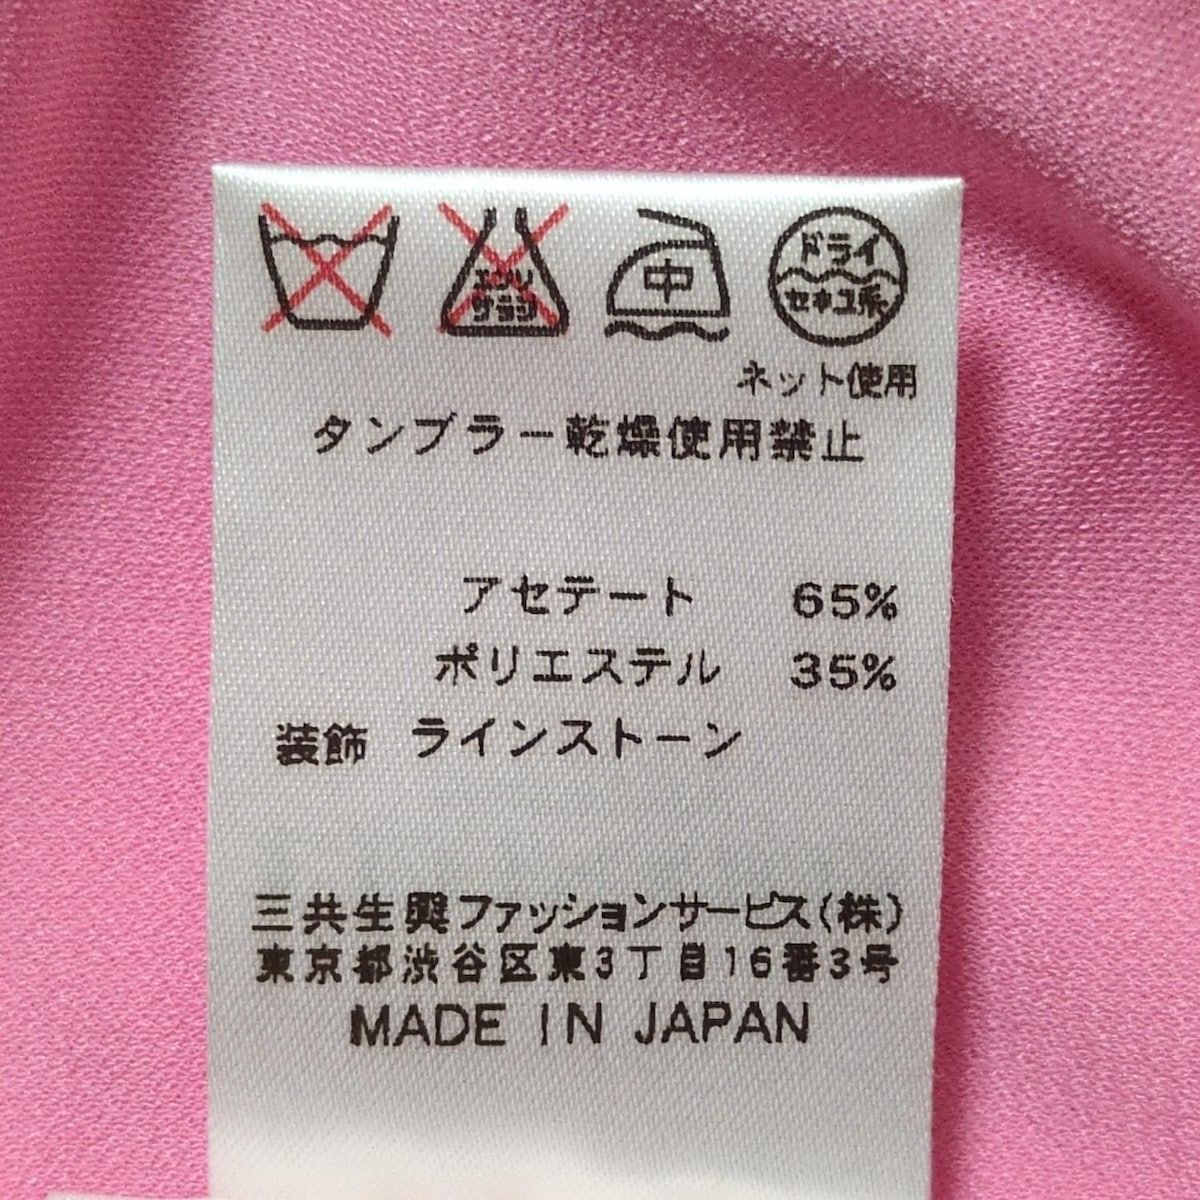 エンソ サラシ 中 ドライ セキユ系
ネット使用
タンブラー乾燥使用禁止
アセテート 65%
ポリエステル 35%
装飾 ラインストーン
三共生興ファッションサービス(株)
東京都渋谷区東3丁目16番3号
MADE IN JAPAN